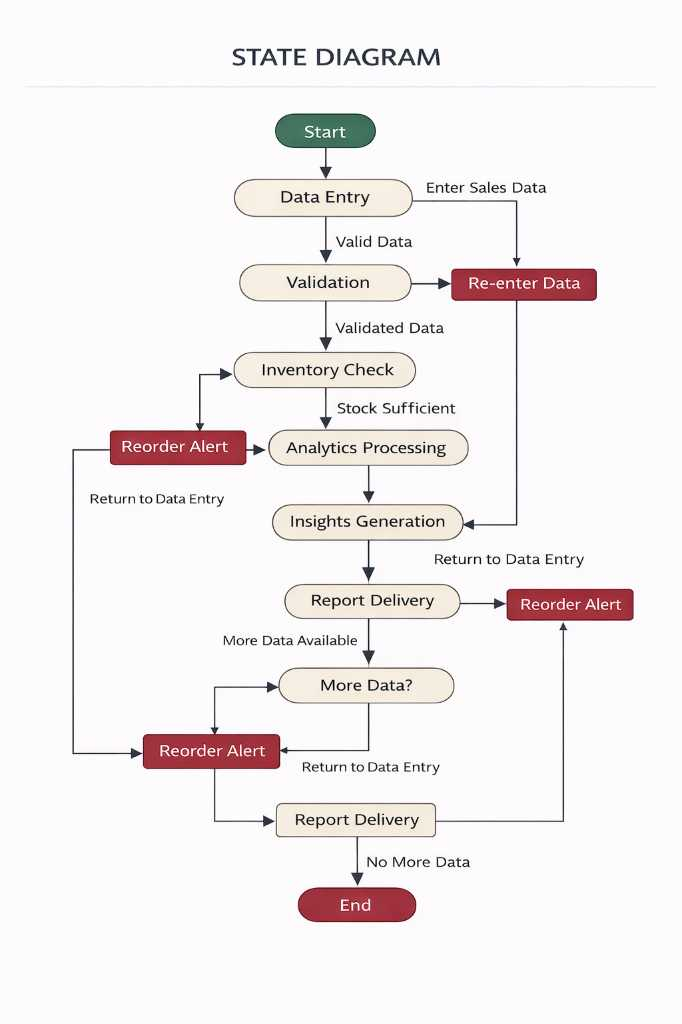 STATE DIAGRAM
Start
Data Entry
Enter Sales Data
Valid Data
Validation
Re-enter Data
Validated Data
Inventory Check
Stock Sufficient
Reorder Alert
Analytics Processing
Return to Data Entry
Insights Generation
Return to Data Entry
Report Delivery
Reorder Alert
More Data Available
More Data?
Reorder Alert
Return to Data Entry
Report Delivery
No More Data
End